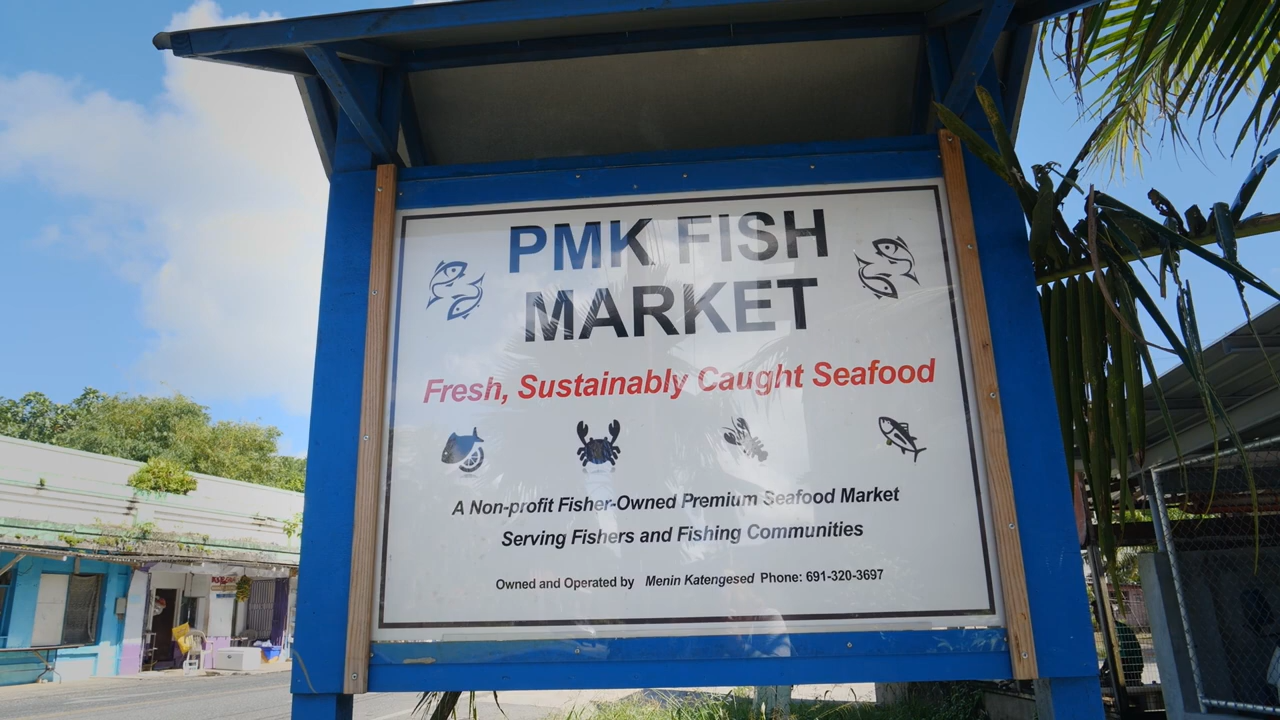 PMK FISH
MARKET
Fresh, Sustainably Caught Seafood
A Non-profit Fisher-Owned Premium Seafood Market
Serving Fishers and Fishing Communities
Owned and Operated by Menin Katengesed Phone: 691-320-3697